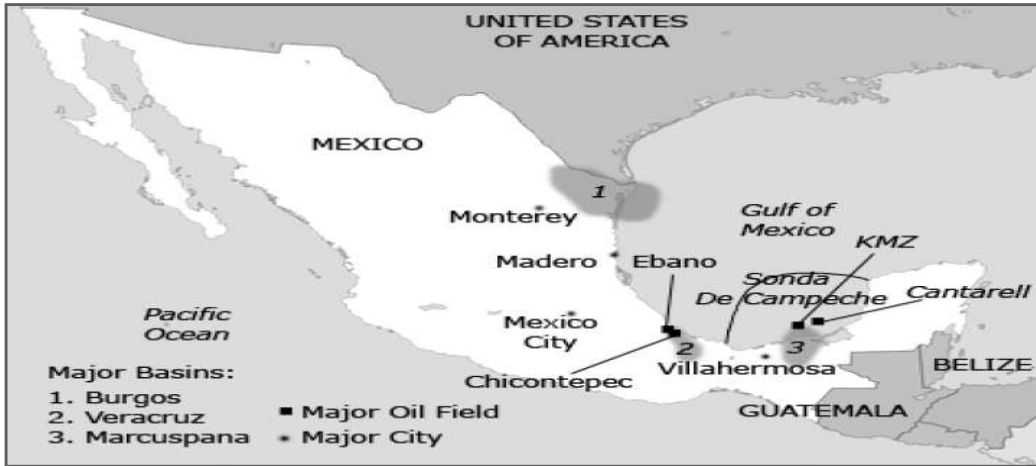 UNITED STATES
OF AMERICA
MEXICO
1
Monterey
Gulf of
Mexico
KMZ
Madero
Ebano
Sonda
De Campeche
Cantarell
Pacific
Ocean
Mexico
City
2
3
Chicontepec
Villahermosa
BELIZE
GUATEMALA
Major Basins:
1. Burgos
2. Veracruz
3. Marcuspana
Major Oil Field
Major City